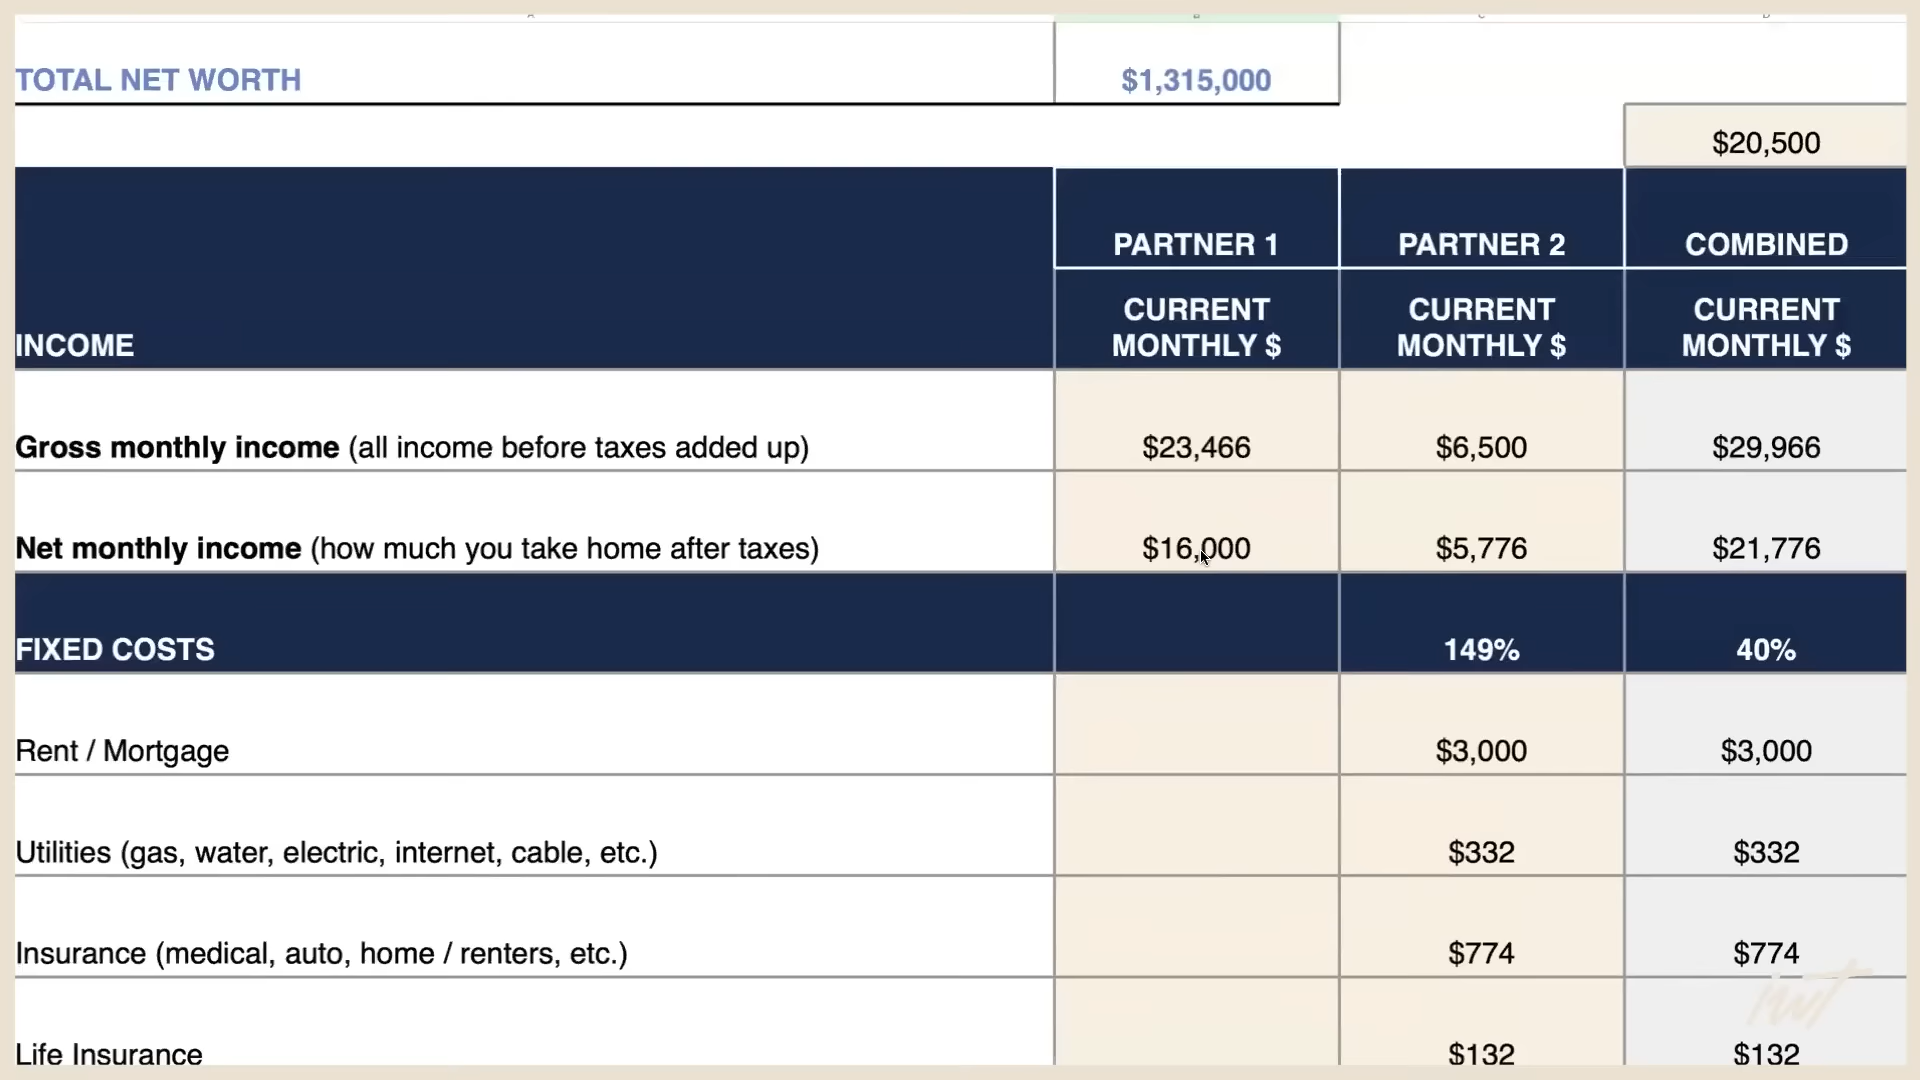 TOTAL NET WORTH $1,315,000
$20,500
PARTNER 1 PARTNER 2 COMBINED
INCOME CURRENT MONTHLY $ CURRENT MONTHLY $ CURRENT MONTHLY $
Gross monthly income (all income before taxes added up) $23,466 $6,500 $29,966
Net monthly income (how much you take home after taxes) $16,000 $5,776 $21,776
FIXED COSTS 149% 40%
Rent / Mortgage $3,000 $3,000
Utilities (gas, water, electric, internet, cable, etc.) $332 $332
Insurance (medical, auto, home / renters, etc.) $774 $774
iwt
Life Insurance $132 $132